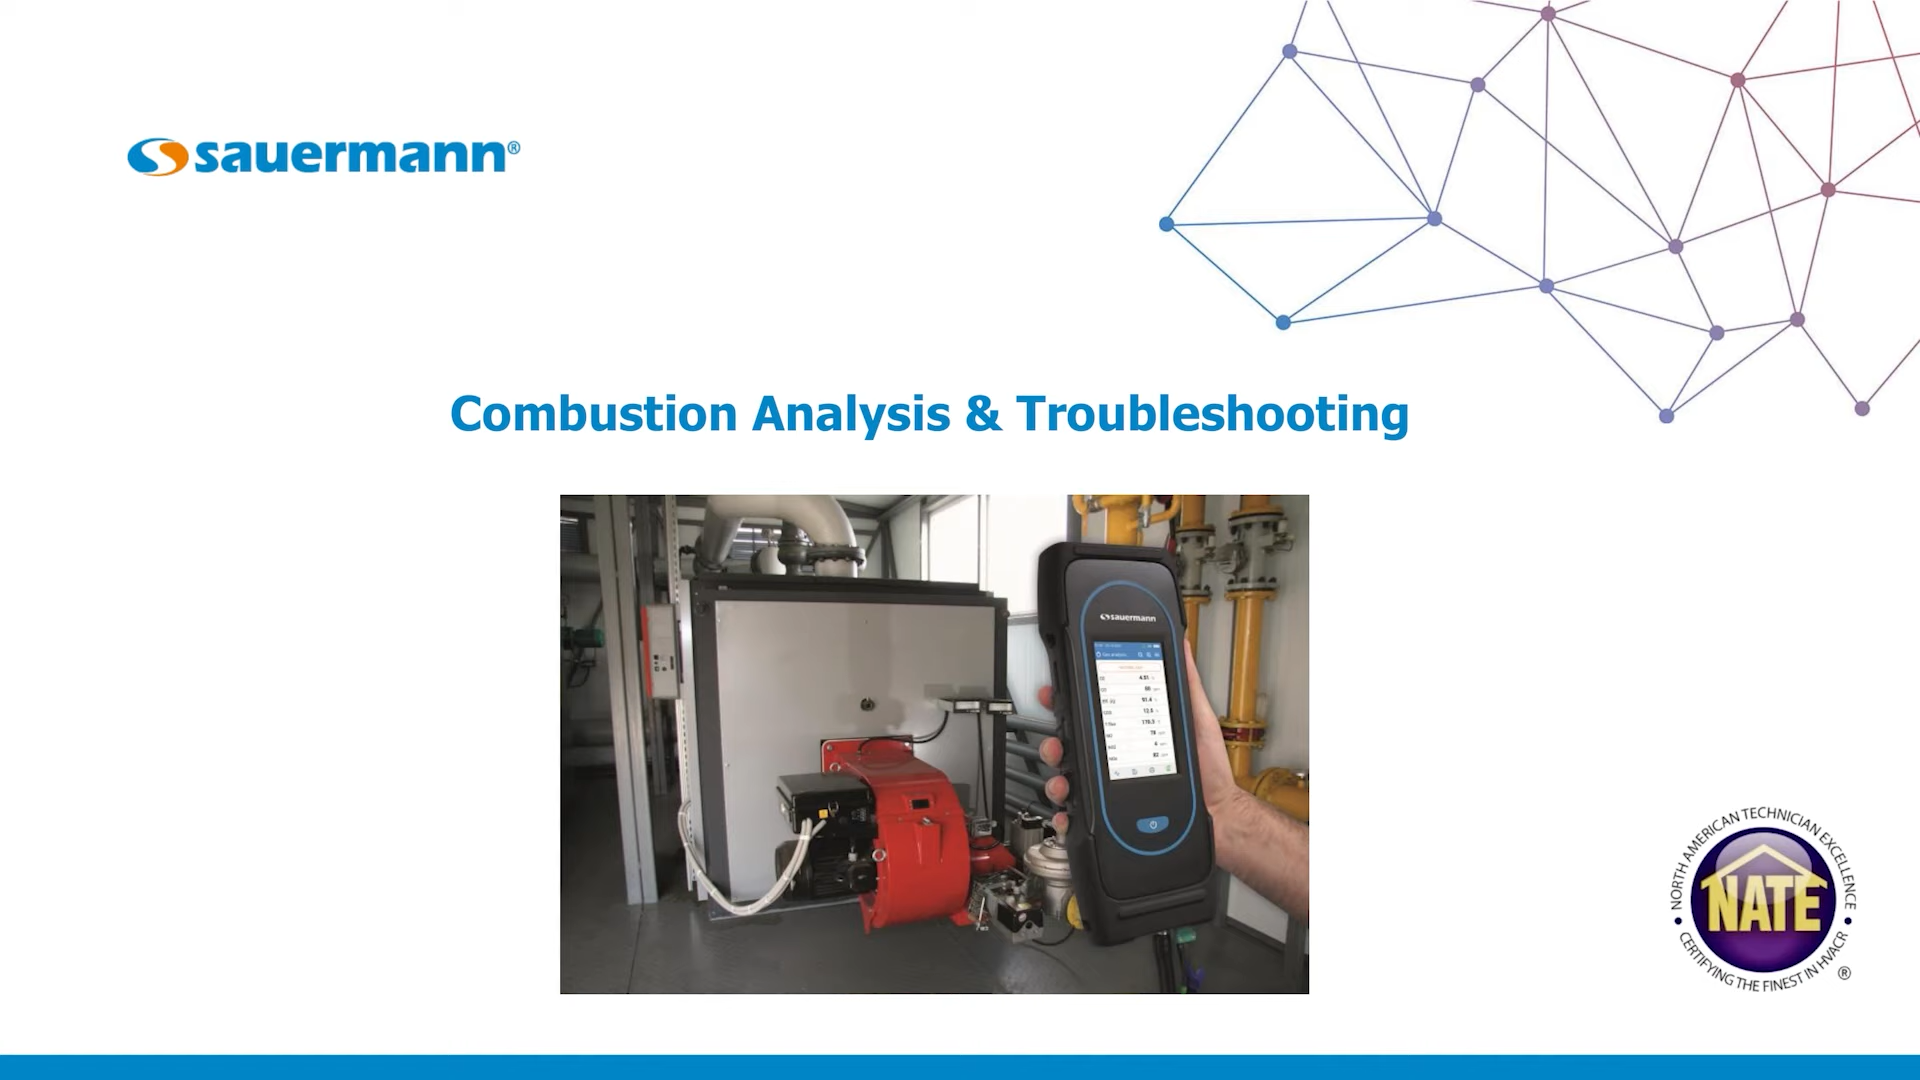 sauermann®
Combustion Analysis & Troubleshooting
sauermann
NORTH AMERICAN TECHNICIAN EXCELLENCE
NATE
CERTIFYING THE FINEST IN HVACR
®